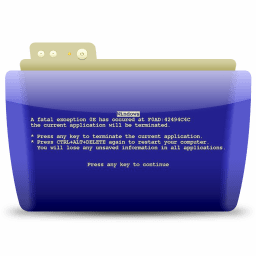 Windows
A fatal exception 0E has occured at F0AD:42494C4C
the current application will be terminated.
* Press any key to terminate the current application.
* Press CTRL+ALT+DELETE again to restart your computer.
You will lose any unsaved information in all applications.
Press any key to continue